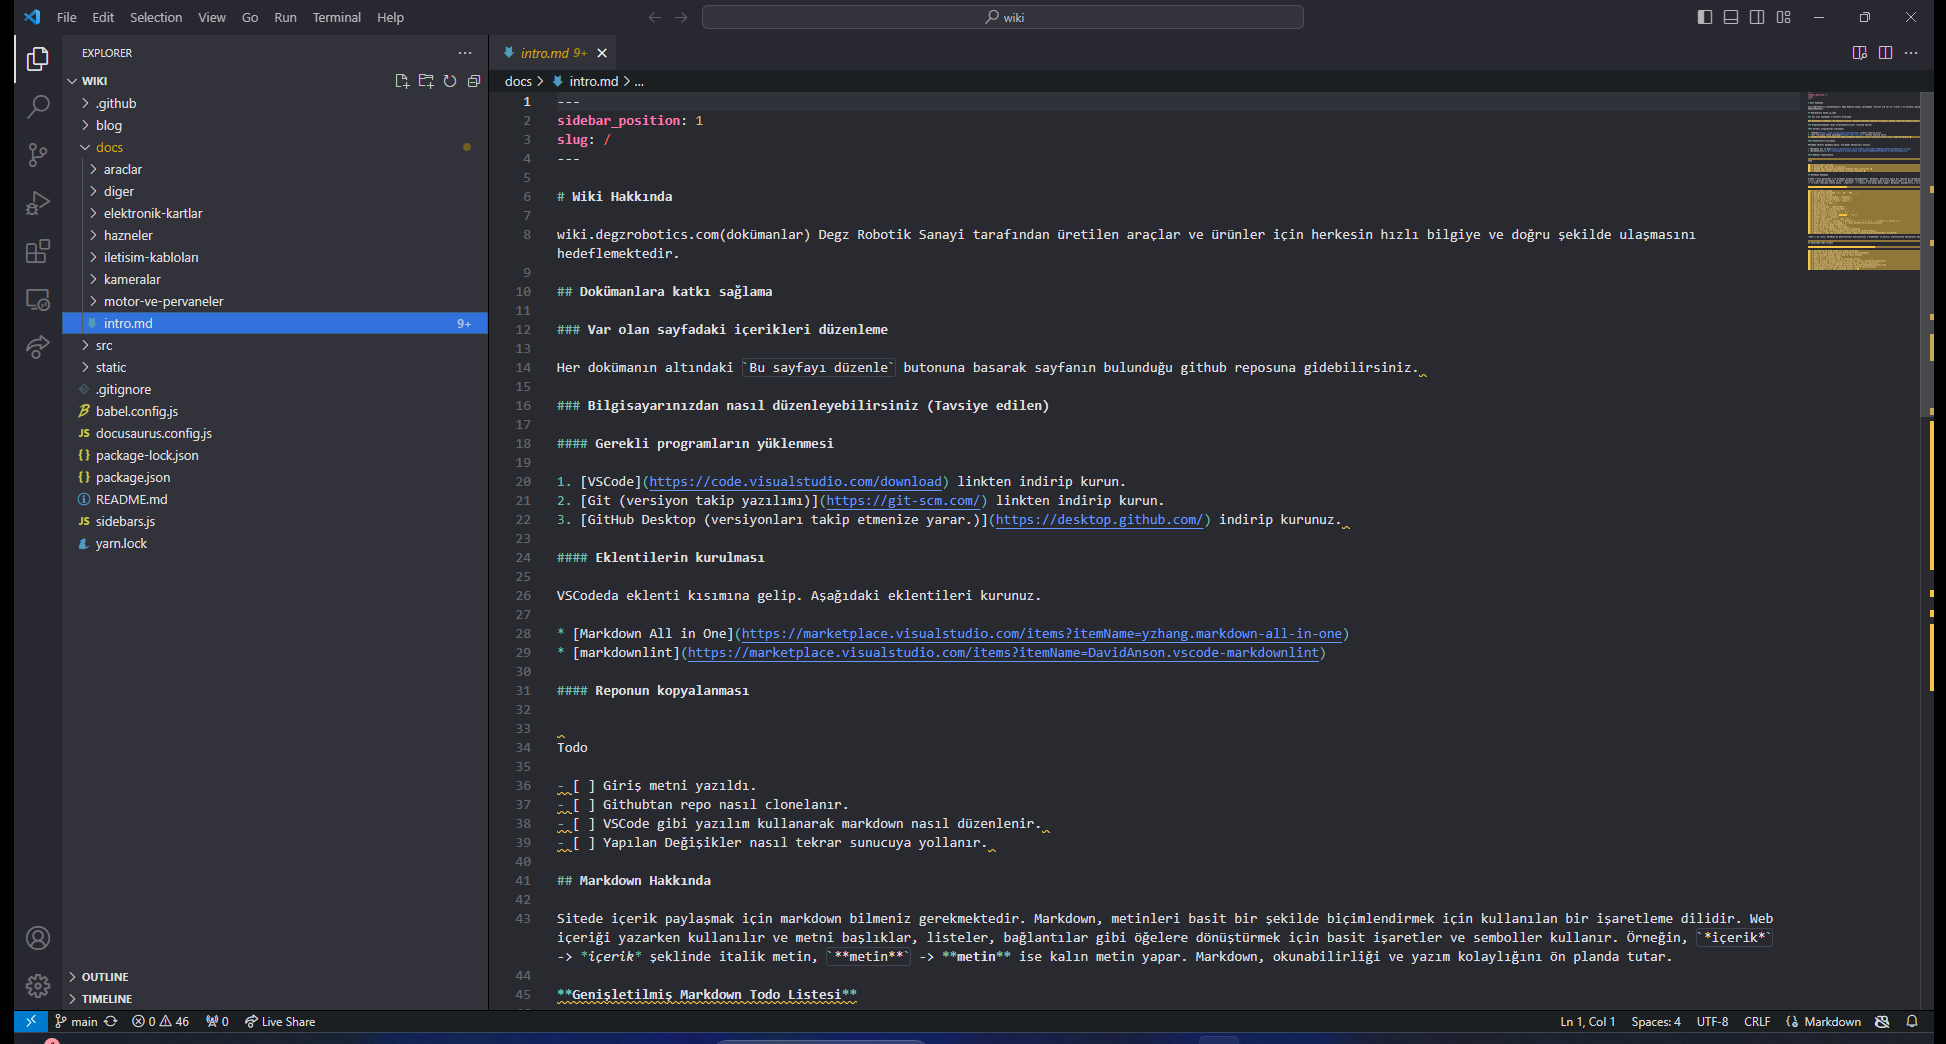 File Edit Selection View Go Run Terminal Help
wiki
EXPLORER
WIKI
.github
blog
docs
araclar
diger
elektronik-kartlar
hazneler
iletisim-kabloları
kameralar
motor-ve-pervaneler
intro.md 9+
src
static
.gitignore
babel.config.js
JS docusaurus.config.js
{} package-lock.json
{} package.json
README.md
JS sidebars.js
yarn.lock
OUTLINE
TIMELINE
intro.md 9+
docs > intro.md > ...
1 ---
2 sidebar_position: 1
3 slug: /
4 ---
5
6 # Wiki Hakkında
7
8 wiki.degzrobotics.com(dokümanlar) Degz Robotik Sanayi tarafından üretilen araçlar ve ürünler için herkesin hızlı bilgiye ve doğru şekilde ulaşmasını
hedeflemektedir.
9
10 ## Dokümanlara katkı sağlama
11
12 ### Var olan sayfadaki içerikleri düzenleme
13
14 Her dokümanın altındaki `Bu sayfayı düzenle` butonuna basarak sayfanın bulunduğu github reposuna gidebilirsiniz.
15
16 ### Bilgisayarınızdan nasıl düzenleyebilirsiniz (Tavsiye edilen)
17
18 #### Gerekli programların yüklenmesi
19
20 1. [VSCode](https://code.visualstudio.com/download) linkten indirip kurun.
21 2. [Git (versiyon takip yazılımı)](https://git-scm.com/) linkten indirip kurun.
22 3. [GitHub Desktop (versiyonları takip etmenize yarar.)](https://desktop.github.com/) indirip kurunuz.
23
24 #### Eklentilerin kurulması
25
26 VSCodeda eklenti kısımına gelip. Aşağıdaki eklentileri kurunuz.
27
28 * [Markdown All in One](https://marketplace.visualstudio.com/items?itemName=yzhang.markdown-all-in-one)
29 * [markdownlint](https://marketplace.visualstudio.com/items?itemName=DavidAnson.vscode-markdownlint)
30
31 #### Reponun kopyalanması
32
33
34 Todo
35
36 - [ ] Giriş metni yazıldı.
37 - [ ] Githubtan repo nasıl clonelanır.
38 - [ ] VSCode gibi yazılım kullanarak markdown nasıl düzenlenir.
39 - [ ] Yapılan Değişikler nasıl tekrar sunucuya yollanır.
40
41 ## Markdown Hakkında
42
43 Sitede içerik paylaşmak için markdown bilmeniz gerekmektedir. Markdown, metinleri basit bir şekilde biçimlendirmek için kullanılan bir işaretleme dilidir. Web
içeriği yazarken kullanılır ve metni başlıklar, listeler, bağlantılar gibi öğelere dönüştürmek için basit işaretler ve semboller kullanır. Örneğin, `*içerik*`
-> *içerik* şeklinde italik metin, `**metin**` -> **metin** ise kalın metin yapar. Markdown, okunabilirliği ve yazım kolaylığını ön planda tutar.
44
45 **Genişletilmiş Markdown Todo Listesi**
main 0 46 0 Live Share Ln 1, Col 1 Spaces: 4 UTF-8 CRLF {} Markdown